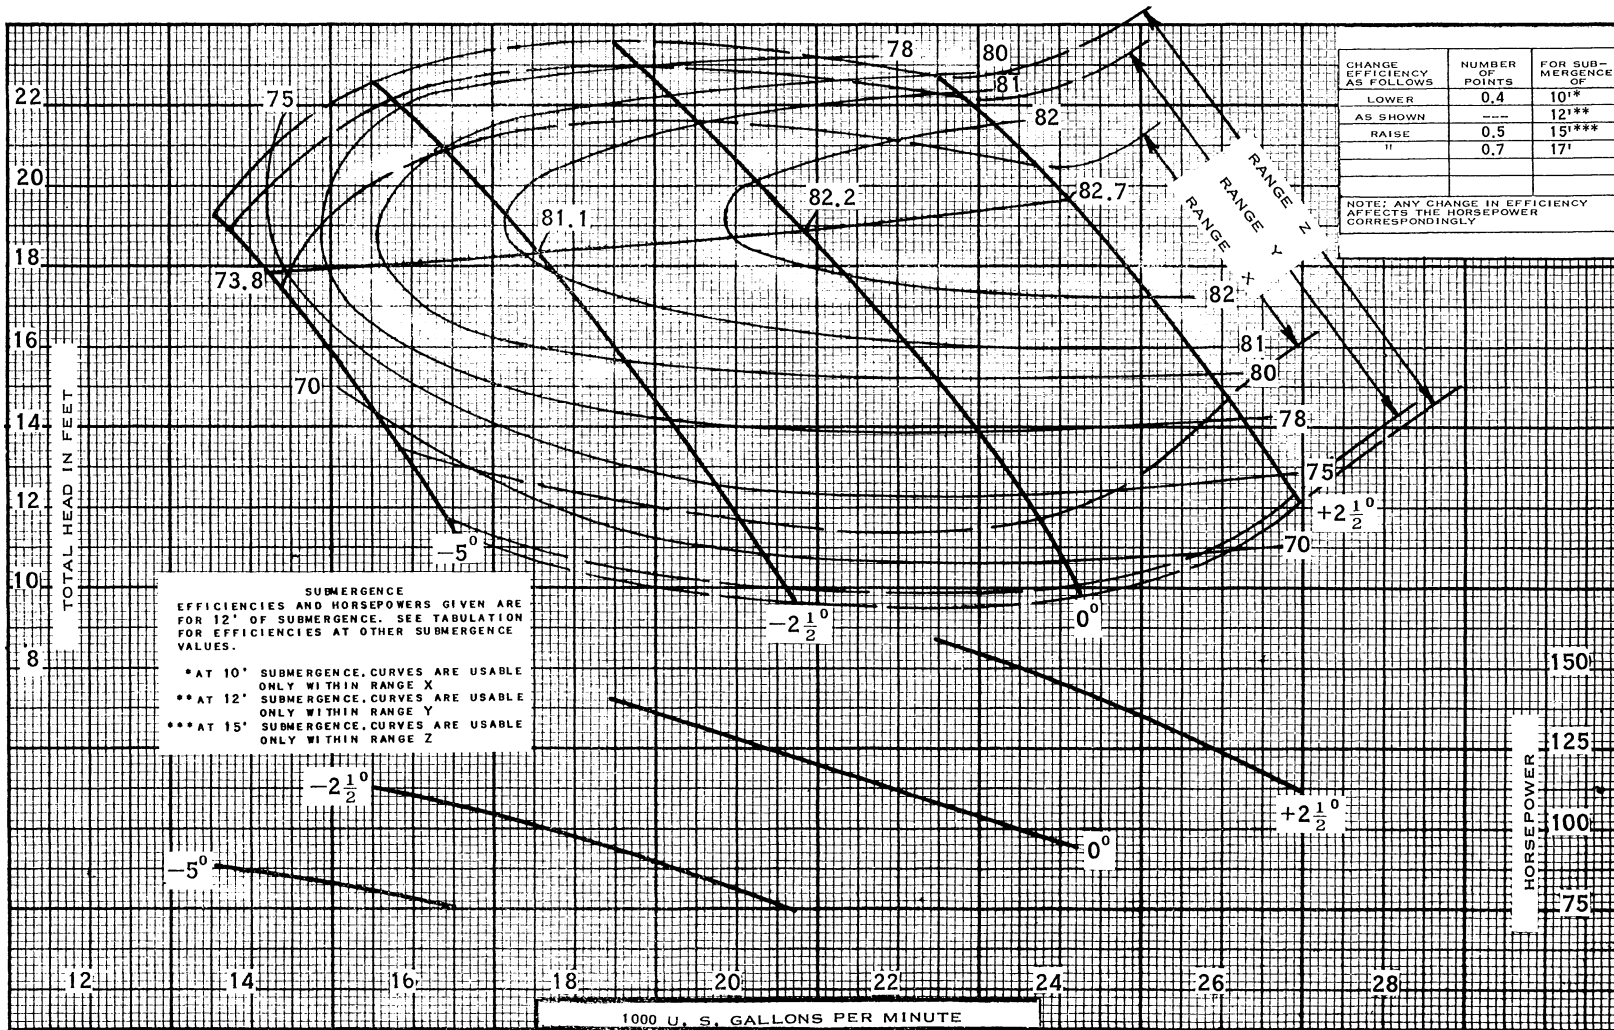 78
80
81
82
75
82.7
82.2
81.1
73.8
70
82
81
80
78
75
70
RANGE Z
RANGE Y
RANGE X
CHANGE EFFICIENCY AS FOLLOWS
NUMBER OF POINTS
FOR SUB-MERGENCE OF
LOWER 0.4 10'*
AS SHOWN --- 12'**
RAISE 0.5 15'***
" 0.7 17'
NOTE: ANY CHANGE IN EFFICIENCY
AFFECTS THE HORSEPOWER
CORRESPONDINGLY
22
20
18
16
14
12
10
8
TOTAL HEAD IN FEET
−5°
−2 1/2°
0°
+2 1/2°
SUBMERGENCE
EFFICIENCIES AND HORSEPOWERS GIVEN ARE
FOR 12' OF SUBMERGENCE. SEE TABULATION
FOR EFFICIENCIES AT OTHER SUBMERGENCE
VALUES.
*AT 10' SUBMERGENCE, CURVES ARE USABLE
ONLY WITHIN RANGE X
**AT 12' SUBMERGENCE, CURVES ARE USABLE
ONLY WITHIN RANGE Y
***AT 15' SUBMERGENCE, CURVES ARE USABLE
ONLY WITHIN RANGE Z
−2 1/2°
−5°
0°
+2 1/2°
150
125
100
75
HORSEPOWER
12 14 16 18 20 22 24 26 28
1000 U. S. GALLONS PER MINUTE